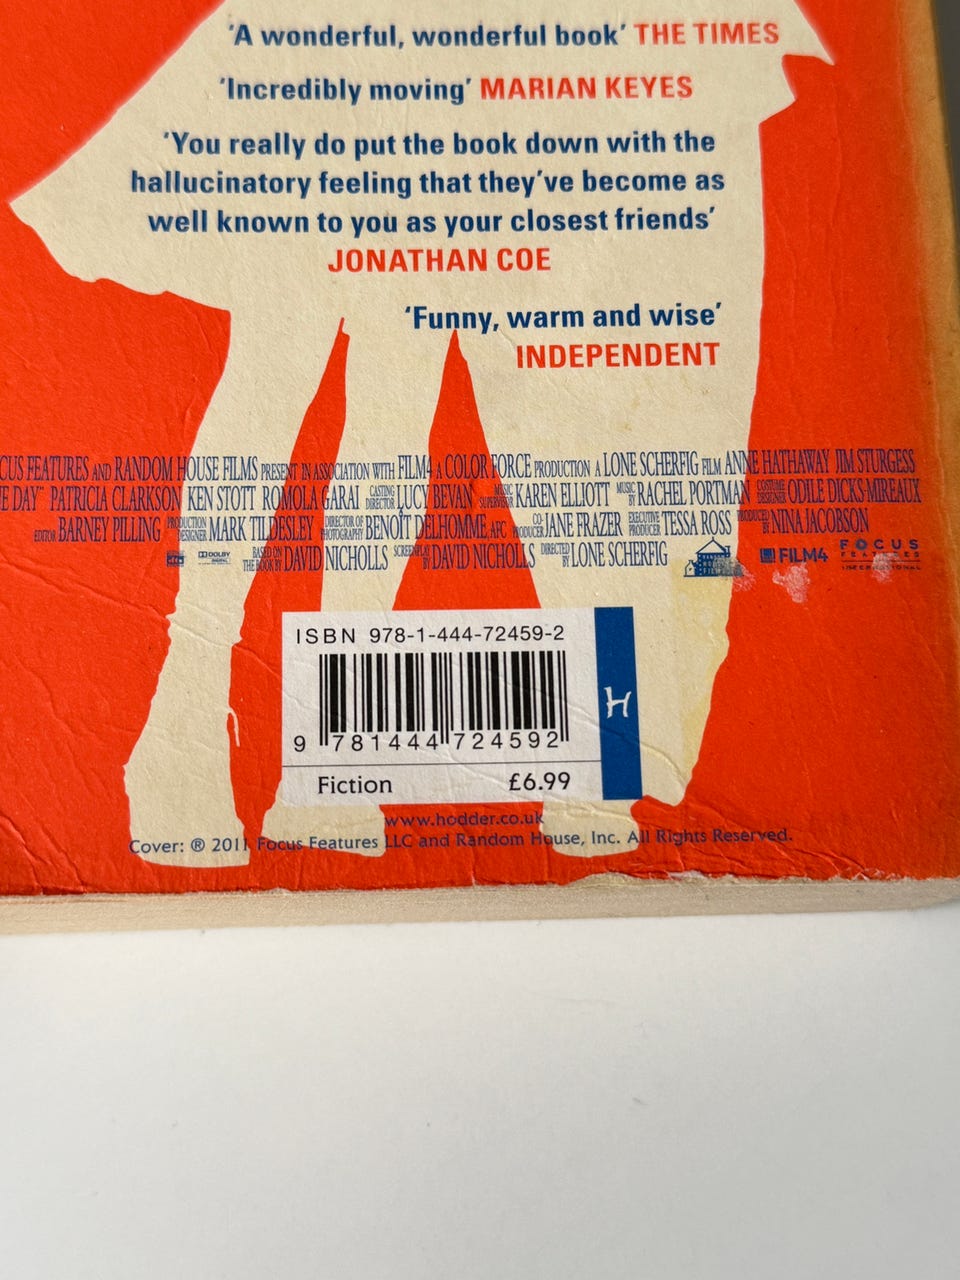 ‘A wonderful, wonderful book’ THE TIMES
‘Incredibly moving’ MARIAN KEYES
‘You really do put the book down with the
hallucinatory feeling that they’ve become as
well known to you as your closest friends’
JONATHAN COE
‘Funny, warm and wise’
INDEPENDENT
CUS FEATURES AND RANDOM HOUSE FILMS PRESENT IN ASSOCIATION WITH FILM4 A COLOR FORCE PRODUCTION A LONE SCHERFIG FILM ANNE HATHAWAY JIM STURGESS
E DAY” PATRICIA CLARKSON KEN STOTT ROMOLA GARAI CASTING DIRECTOR LUCY BEVAN MUSIC SUPERVISOR KAREN ELLIOTT MUSIC BY RACHEL PORTMAN COSTUME DESIGNER ODILE DICKS-MIREAUX
EDITOR BARNEY PILLING PRODUCTION DESIGNER MARK TILDESLEY DIRECTOR OF PHOTOGRAPHY BENOÎT DELHOMME, AFC CO-PRODUCER JANE FRAZER EXECUTIVE PRODUCER TESSA ROSS PRODUCED BY NINA JACOBSON
dts DOLBY DIGITAL BASED ON THE BOOK BY DAVID NICHOLLS SCREENPLAY BY DAVID NICHOLLS DIRECTED BY LONE SCHERFIG FILM4 FOCUS FEATURES INTERNATIONAL
ISBN 978-1-444-72459-2
9 781444 724592
H
Fiction £6.99
www.hodder.co.uk
Cover: ® 2011 Focus Features LLC and Random House, Inc. All Rights Reserved.